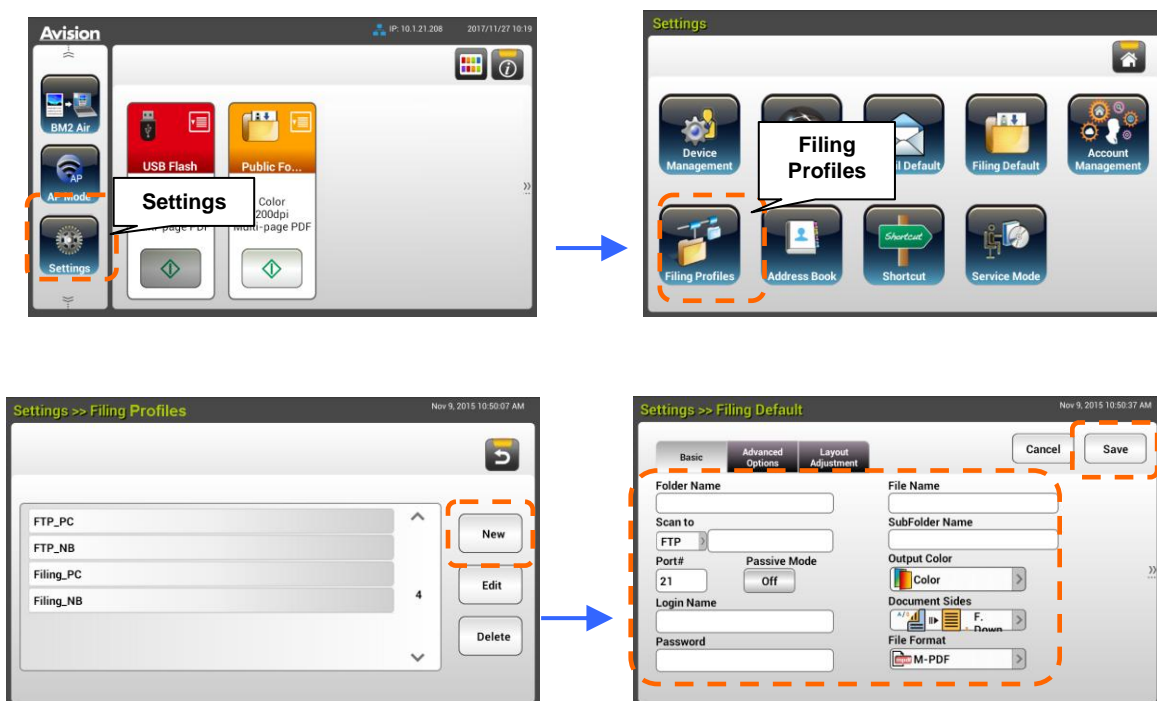 Avision
IP: 10.1.21.208
2017/11/27 10:19
BM2 Air
AP
AP Mode
Settings
USB Flash
Public Fo...
Color
200dpi
Multi-page PDF
Settings
Settings
Device
Management
Default
Filing Default
Account
Management
Filing Profiles
Address Book
Shortcut
Shortcut
Service Mode
Filing
Profiles
Settings >> Filing Profiles
Nov 9, 2015 10:50:07 AM
FTP_PC
FTP_NB
Filing_PC
Filing_NB
4
New
Edit
Delete
Settings >> Filing Default
Nov 9, 2015 10:50:37 AM
Basic
Advanced
Options
Layout
Adjustment
Cancel
Save
Folder Name
File Name
Scan to
SubFolder Name
FTP
Port#
Passive Mode
Output Color
21
Off
Color
Login Name
Document Sides
F.
Down
Password
File Format
M-PDF